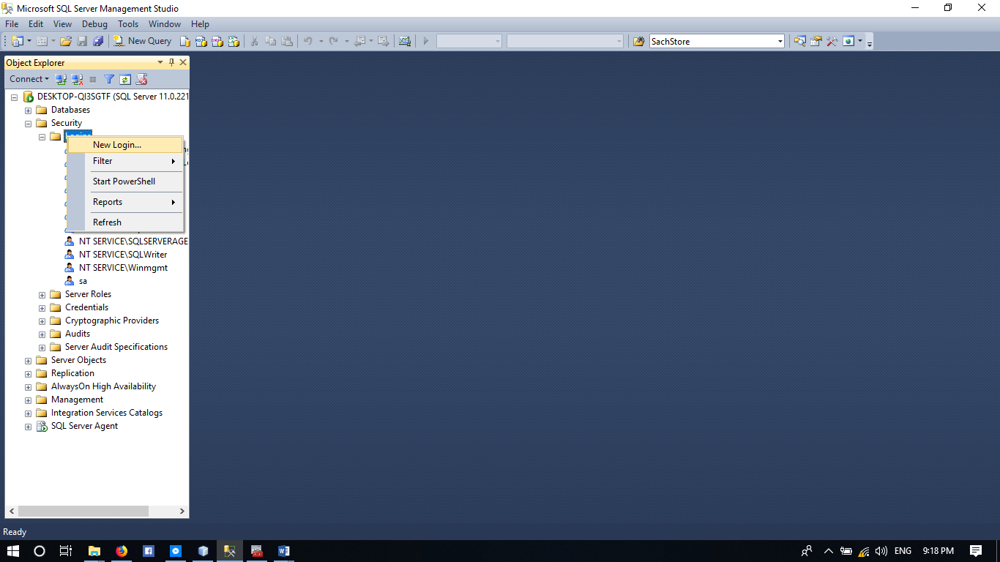 Microsoft SQL Server Management Studio
File Edit View Debug Tools Window Help
New Query SachStore
Object Explorer
Connect
DESKTOP-QI3SGTF (SQL Server 11.0.221
Databases
Security
New Login...
Filter
Start PowerShell
Reports
Refresh
NT SERVICE\SQLSERVERAGE
NT SERVICE\SQLWriter
NT SERVICE\Winmgmt
sa
Server Roles
Credentials
Cryptographic Providers
Audits
Server Audit Specifications
Server Objects
Replication
AlwaysOn High Availability
Management
Integration Services Catalogs
SQL Server Agent
Ready
ENG 9:18 PM